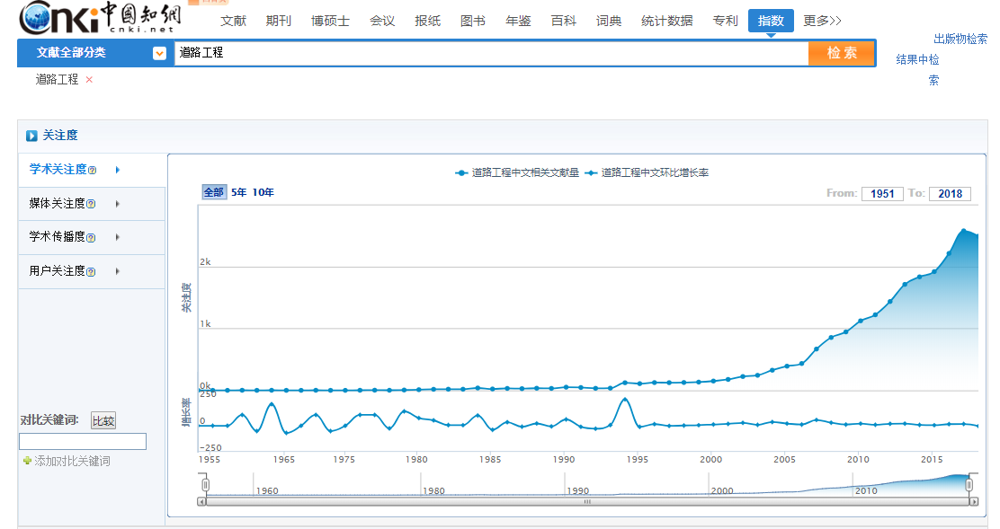 cnki中國知網
cnki.net
文献 期刊 博硕士 会议 报纸 图书 年鉴 百科 词典 统计数据 专利 指数 更多>>
文献全部分类 道路工程 检索
出版物检索
结果中检
索
道路工程 ×
关注度
学术关注度
媒体关注度
学术传播度
用户关注度
对比关键词: 比较
添加对比关键词
道路工程中文相关文献量 道路工程中文环比增长率
全部 5年 10年
From: 1951 To: 2018
关注度
2k
1k
0k
增长率
250
0
-250
1955 1965 1975 1980 1985 1990 1995 2000 2005 2010 2015
1960 1980 1990 2000 2010